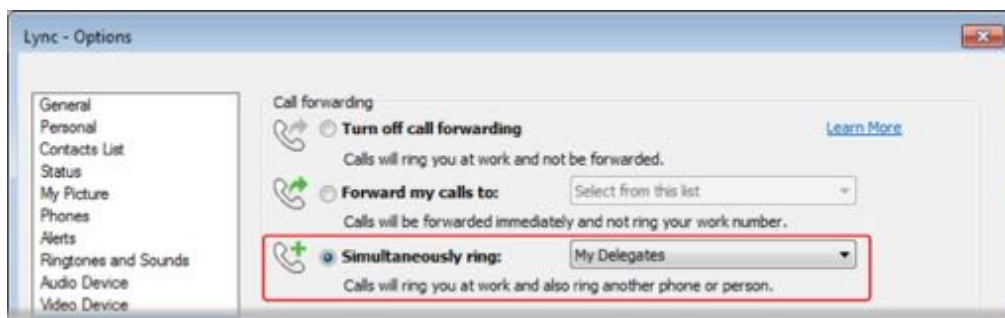 Lync - Options
General
Personal
Contacts List
Status
My Picture
Phones
Alerts
Ringtones and Sounds
Audio Device
Video Device
Call forwarding
Turn off call forwarding
Learn More
Calls will ring you at work and not be forwarded.
Forward my calls to:
Select from this list
Calls will be forwarded immediately and not ring your work number.
Simultaneously ring:
My Delegates
Calls will ring you at work and also ring another phone or person.